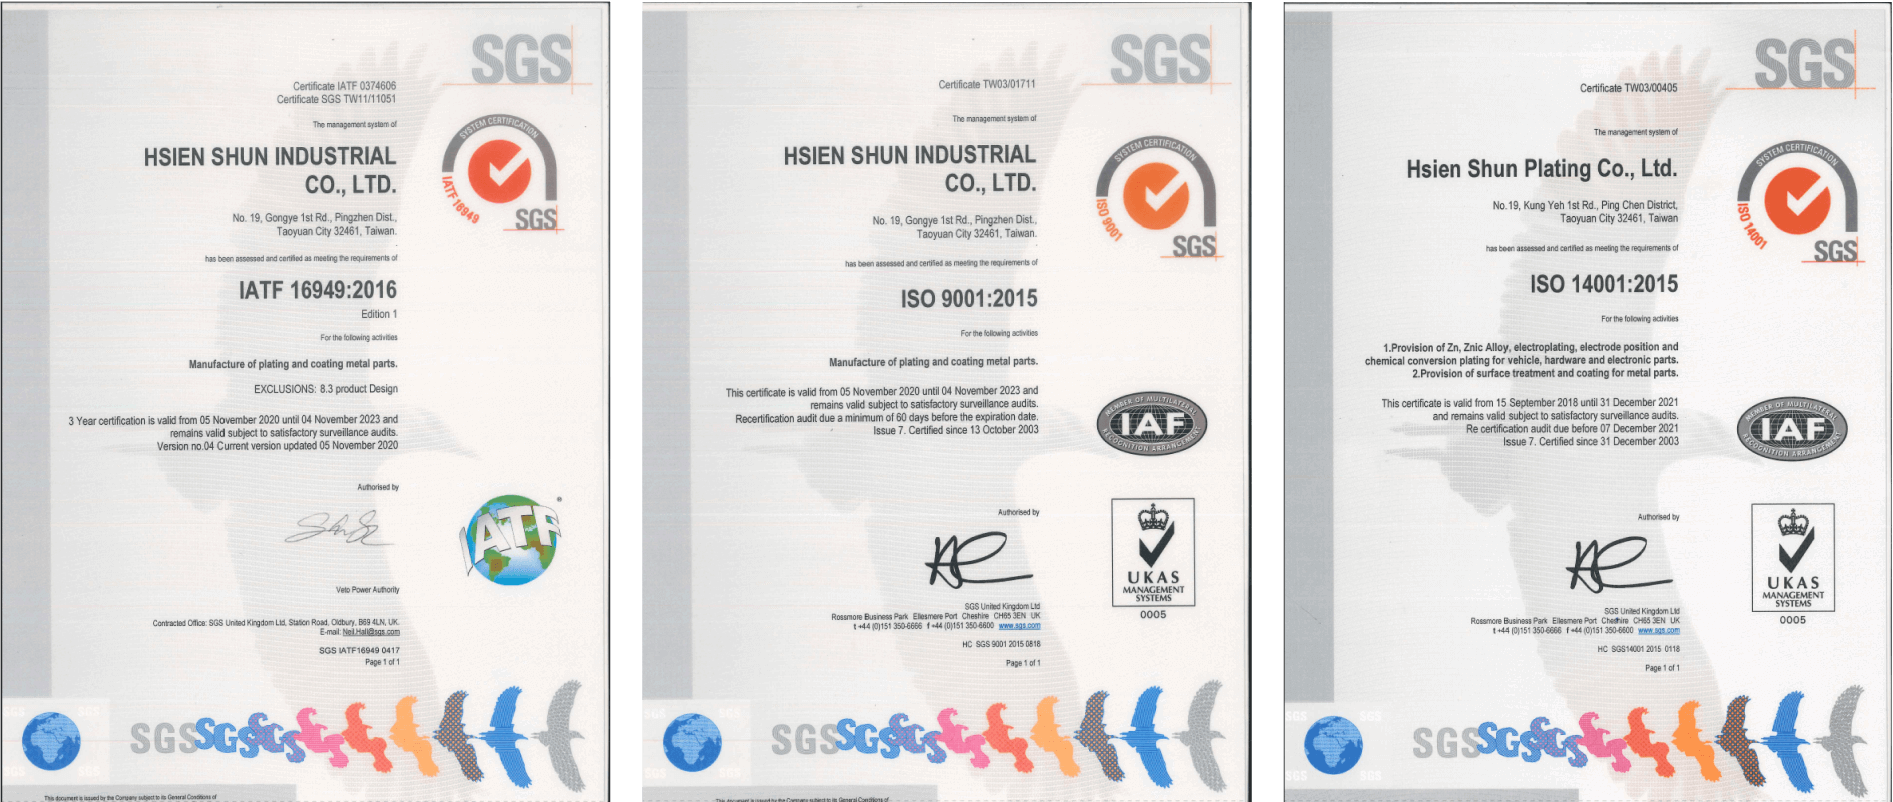 SGS
Certificate IATF 0374606
Certificate SGS TW11/11051
The management system of
HSIEN SHUN INDUSTRIAL
CO., LTD.
No. 19, Gongye 1st Rd., Pingzhen Dist.,
Taoyuan City 32461, Taiwan.
has been assessed and certified as meeting the requirements of
IATF 16949:2016
Edition 1
For the following activities
Manufacture of plating and coating metal parts.
EXCLUSIONS: 8.3 product Design
3 Year certification is valid from 05 November 2020 until 04 November 2023 and
remains valid subject to satisfactory surveillance audits.
Version no.04 Current version updated 05 November 2020
Authorised by
Veto Power Authority
Contracted Office: SGS United Kingdom Ltd, Station Road, Oldbury, B69 4LN, UK.
E-mail: Neil.Hall@sgs.com
SGS IATF16949 0417
Page 1 of 1
SYSTEM CERTIFICATION
IATF 16949
SGS
IATF
®
SGS SGS
SGS SGS
SGSSGSSGS
This document is issued by the Company subject to its General Conditions of
SGS
Certificate TW03/01711
The management system of
HSIEN SHUN INDUSTRIAL
CO., LTD.
No. 19, Gongye 1st Rd., Pingzhen Dist.,
Taoyuan City 32461, Taiwan.
has been assessed and certified as meeting the requirements of
ISO 9001:2015
For the following activities
Manufacture of plating and coating metal parts.
This certificate is valid from 05 November 2020 until 04 November 2023 and
remains valid subject to satisfactory surveillance audits.
Recertification audit due a minimum of 60 days before the expiration date.
Issue 7. Certified since 13 October 2003
Authorised by
SGS United Kingdom Ltd
Rossmore Business Park Ellesmere Port Cheshire CH65 3EN UK
t +44 (0)151 350-6666 f +44 (0)151 350-6600 www.sgs.com
HC SGS 9001 2015 0818
Page 1 of 1
SYSTEM CERTIFICATION
ISO 9001
SGS
MEMBER OF MULTILATERAL
IAF
RECOGNITION ARRANGEMENT
UKAS
MANAGEMENT
SYSTEMS
0005
SGS SGS
SGS SGS
SGSSGSSGS
This document is issued by the Company subject to its General Conditions of
SGS
Certificate TW03/00405
The management system of
Hsien Shun Plating Co., Ltd.
No. 19, Kung Yeh 1st Rd., Ping Chen District,
Taoyuan City 32461, Taiwan
has been assessed and certified as meeting the requirements of
ISO 14001:2015
For the following activities
1.Provision of Zn, Znic Alloy, electroplating, electrode position and
chemical conversion plating for vehicle, hardware and electronic parts.
2.Provision of surface treatment and coating for metal parts.
This certificate is valid from 15 September 2018 until 31 December 2021
and remains valid subject to satisfactory surveillance audits.
Re certification audit due before 07 December 2021
Issue 7. Certified since 31 December 2003
Authorised by
SGS United Kingdom Ltd
Rossmore Business Park Ellesmere Port Cheshire CH65 3EN UK
t +44 (0)151 350-6666 f +44 (0)151 350-6600 www.sgs.com
HC SGS14001 2015 0118
Page 1 of 1
SYSTEM CERTIFICATION
ISO 14001
SGS
MEMBER OF MULTILATERAL
IAF
RECOGNITION ARRANGEMENT
UKAS
MANAGEMENT
SYSTEMS
0005
SGS SGS
SGS SGS
SGSSGSSGS